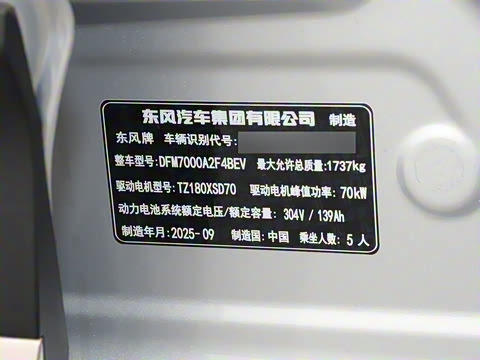 东风汽车集团有限公司 制造
东风牌 车辆识别代号:
整车型号:DFM7000A2F4BEV 最大允许总质量:1737kg
驱动电机型号:TZ180XSD70 驱动电机峰值功率: 70kW
动力电池系统额定电压/额定容量: 304V / 139Ah
制造年月:2025-09 制造国:中国 乘坐人数: 5 人